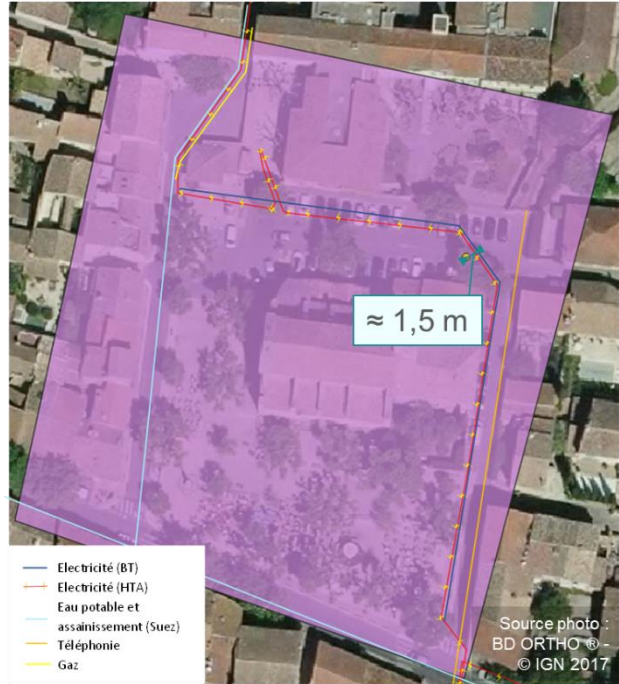 ≈ 1,5 m
Electricité (BT)
Electricité (HTA)
Eau potable et
assainissement (Suez)
Téléphonie
Gaz
Source photo :
BD ORTHO ® -
© IGN 2017